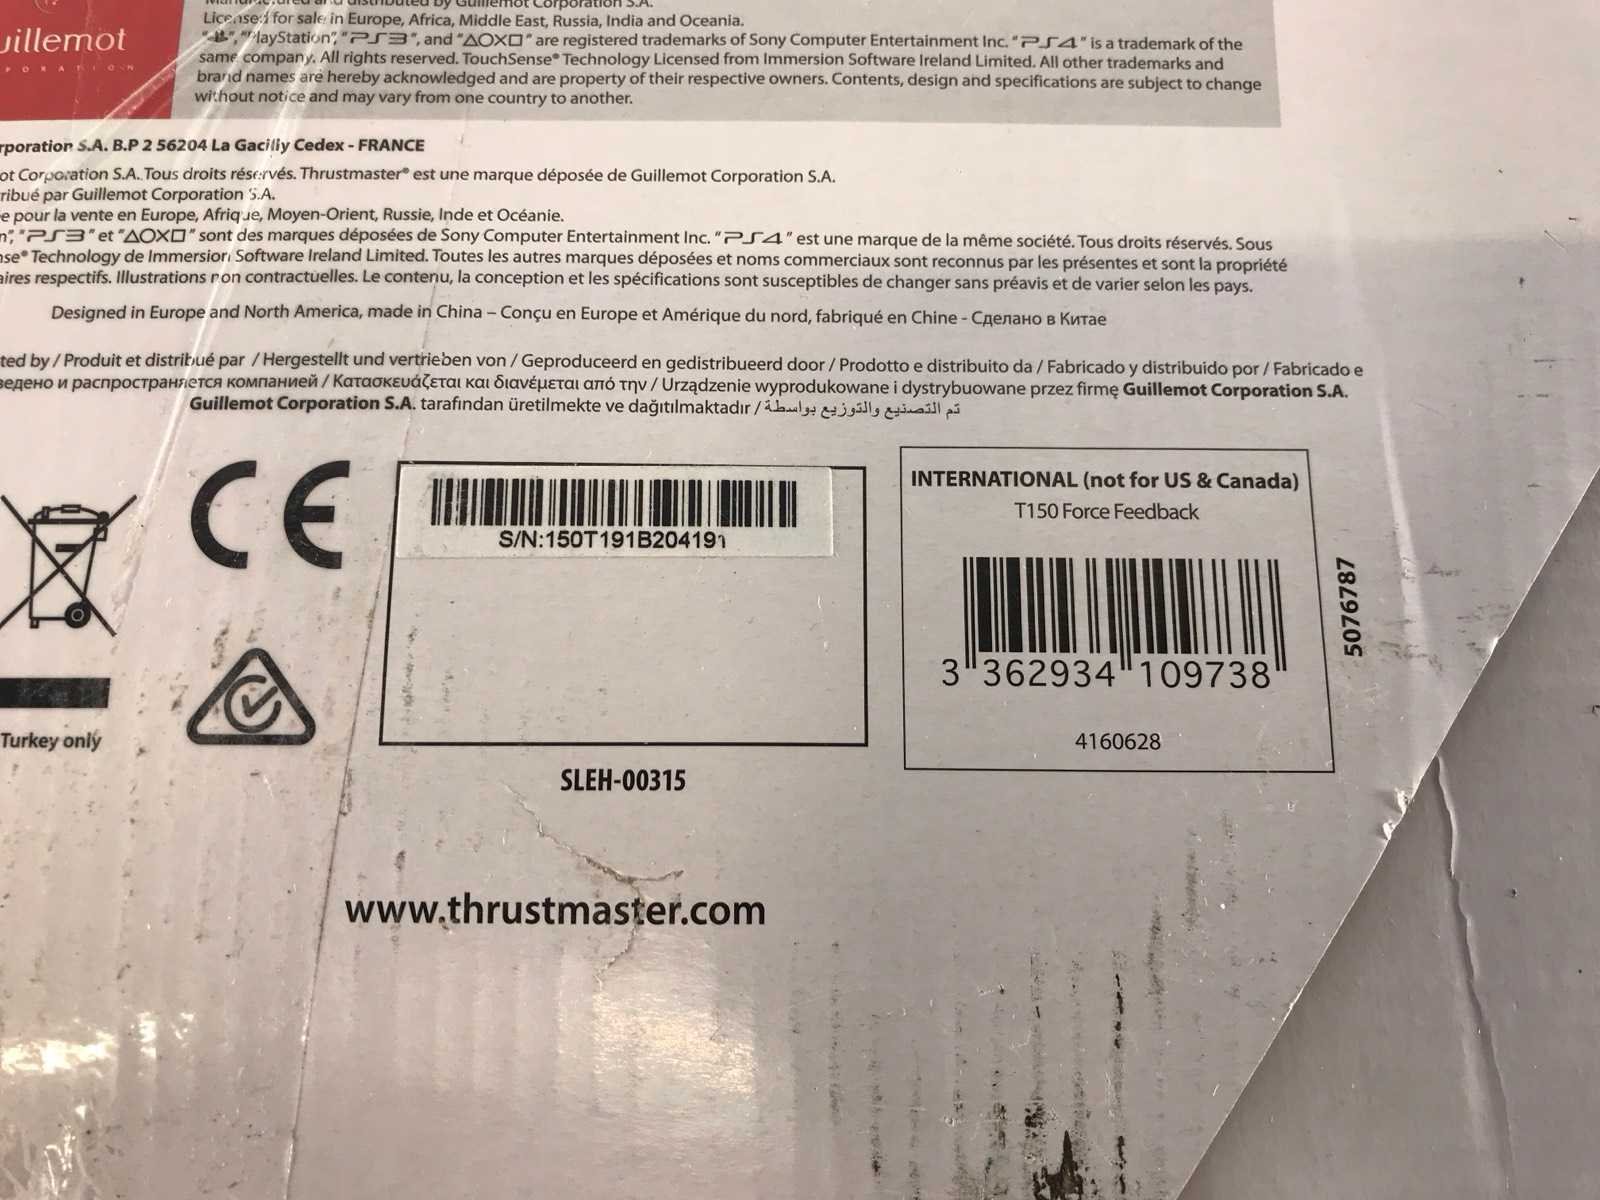 uillemot
PORATION
Manufactured and distributed by Guillemot Corporation S.A.
Licensed for sale in Europe, Africa, Middle East, Russia, India and Oceania.
", "PlayStation", "PS3", and "△○X□" are registered trademarks of Sony Computer Entertainment Inc. "PS4" is a trademark of the
same company. All rights reserved. TouchSense® Technology Licensed from Immersion Software Ireland Limited. All other trademarks and
brand names are hereby acknowledged and are property of their respective owners. Contents, design and specifications are subject to change
without notice and may vary from one country to another.
rporation S.A. B.P 2 56204 La Gacilly Cedex - FRANCE
ot Corporation S.A. Tous droits réservés. Thrustmaster® est une marque déposée de Guillemot Corporation S.A.
ribué par Guillemot Corporation S.A.
e pour la vente en Europe, Afrique, Moyen-Orient, Russie, Inde et Océanie.
n", "PS3" et "△○X□" sont des marques déposées de Sony Computer Entertainment Inc. "PS4" est une marque de la même société. Tous droits réservés. Sous
nse® Technology de Immersion Software Ireland Limited. Toutes les autres marques déposées et noms commerciaux sont reconnus par les présentes et sont la propriété
aires respectifs. Illustrations non contractuelles. Le contenu, la conception et les spécifications sont susceptibles de changer sans préavis et de varier selon les pays.
Designed in Europe and North America, made in China – Conçu en Europe et Amérique du nord, fabriqué en Chine - Сделано в Китае
ted by / Produit et distribué par / Hergestellt und vertrieben von / Geproduceerd en gedistribueerd door / Prodotto e distribuito da / Fabricado y distribuido por / Fabricado e
ведено и распространяется компанией / Κατασκευάζεται και διανέμεται από την / Urządzenie wyprodukowane i dystrybuowane przez firmę Guillemot Corporation S.A.
Guillemot Corporation S.A. tarafından üretilmekte ve dağıtılmaktadır / تم التصنيع والتوزيع بواسطة
CE
S/N:150T191B204191
INTERNATIONAL (not for US & Canada)
T150 Force Feedback
3 362934 109738
4160628
5076787
Turkey only
SLEH-00315
www.thrustmaster.com